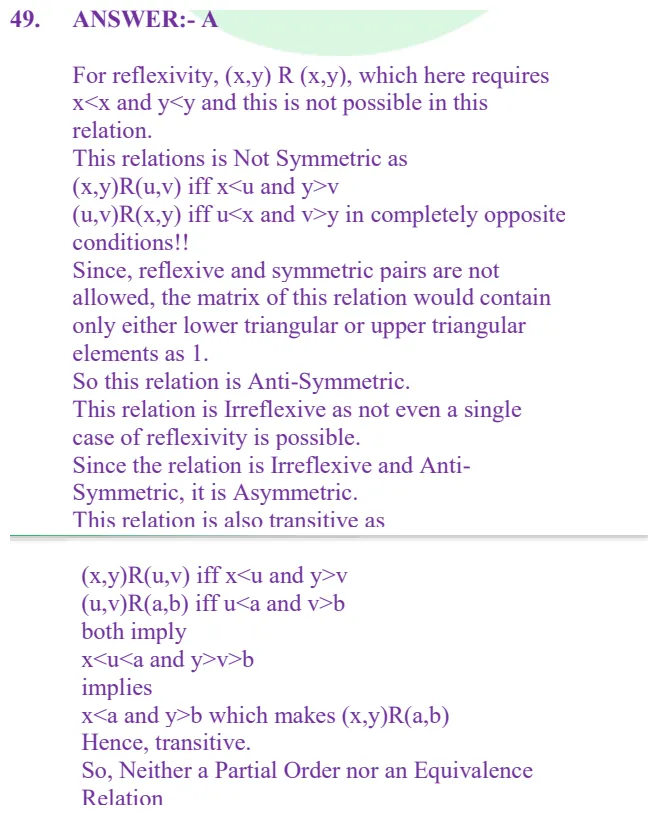 49. ANSWER:- A
For reflexivity, (x,y) R (x,y), which here requires
x<x and y<y and this is not possible in this
relation.
This relations is Not Symmetric as
(x,y)R(u,v) iff x<u and y>v
(u,v)R(x,y) iff u<x and v>y in completely opposite
conditions!!
Since, reflexive and symmetric pairs are not
allowed, the matrix of this relation would contain
only either lower triangular or upper triangular
elements as 1.
So this relation is Anti-Symmetric.
This relation is Irreflexive as not even a single
case of reflexivity is possible.
Since the relation is Irreflexive and Anti-
Symmetric, it is Asymmetric.
This relation is also transitive as
(x,y)R(u,v) iff x<u and y>v
(u,v)R(a,b) iff u<a and v>b
both imply
x<u<a and y>v>b
implies
x<a and y>b which makes (x,y)R(a,b)
Hence, transitive.
So, Neither a Partial Order nor an Equivalence
Relation